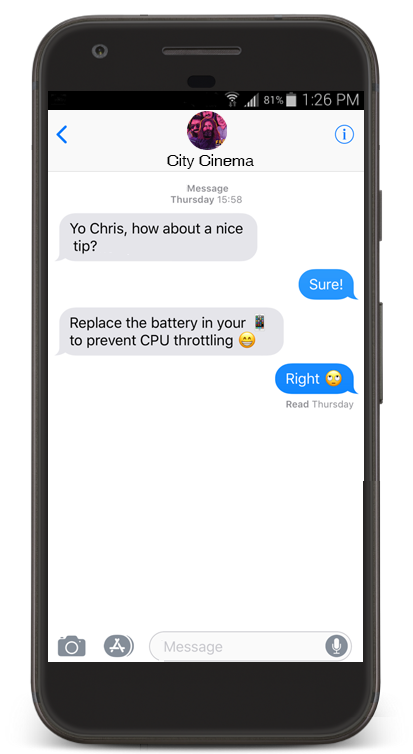 81% 1:26 PM
City Cinema
Message
Thursday 15:58
Yo Chris, how about a nice
tip?
Sure!
Replace the battery in your 📱
to prevent CPU throttling 😁
Right 🙄
Read Thursday
Message